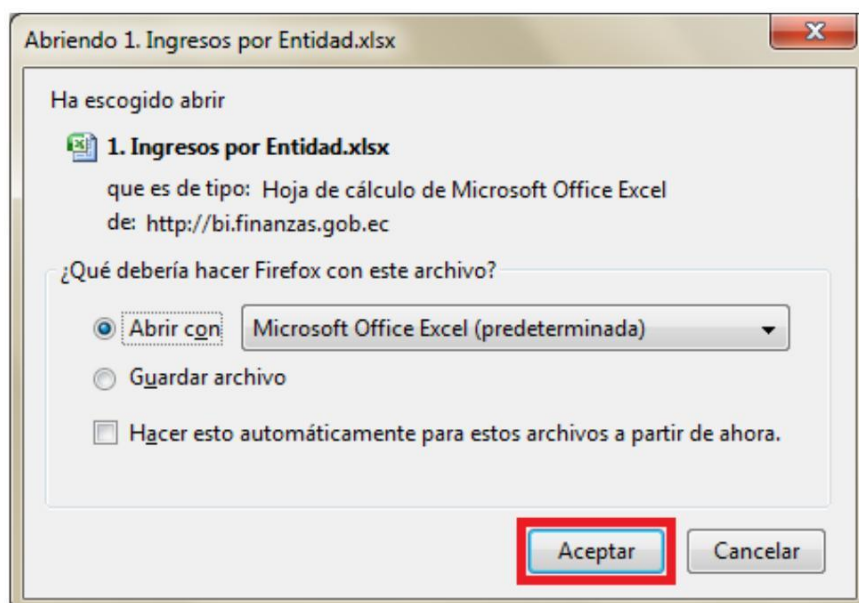 Abriendo 1. Ingresos por Entidad.xlsx
Ha escogido abrir
1. Ingresos por Entidad.xlsx
que es de tipo: Hoja de cálculo de Microsoft Office Excel
de: http://bi.finanzas.gob.ec
¿Qué debería hacer Firefox con este archivo?
Abrir con Microsoft Office Excel (predeterminada)
Guardar archivo
Hacer esto automáticamente para estos archivos a partir de ahora.
Aceptar Cancelar